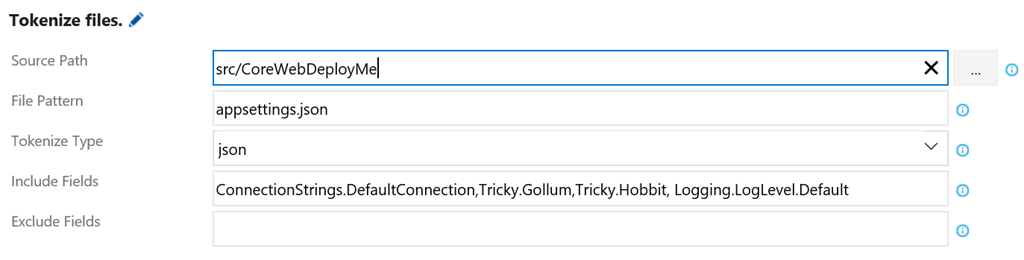 Tokenize files.
Source Path
src/CoreWebDeployMe
...
File Pattern
appsettings.json
Tokenize Type
json
Include Fields
ConnectionStrings.DefaultConnection,Tricky.Gollum,Tricky.Hobbit, Logging.LogLevel.Default
Exclude Fields